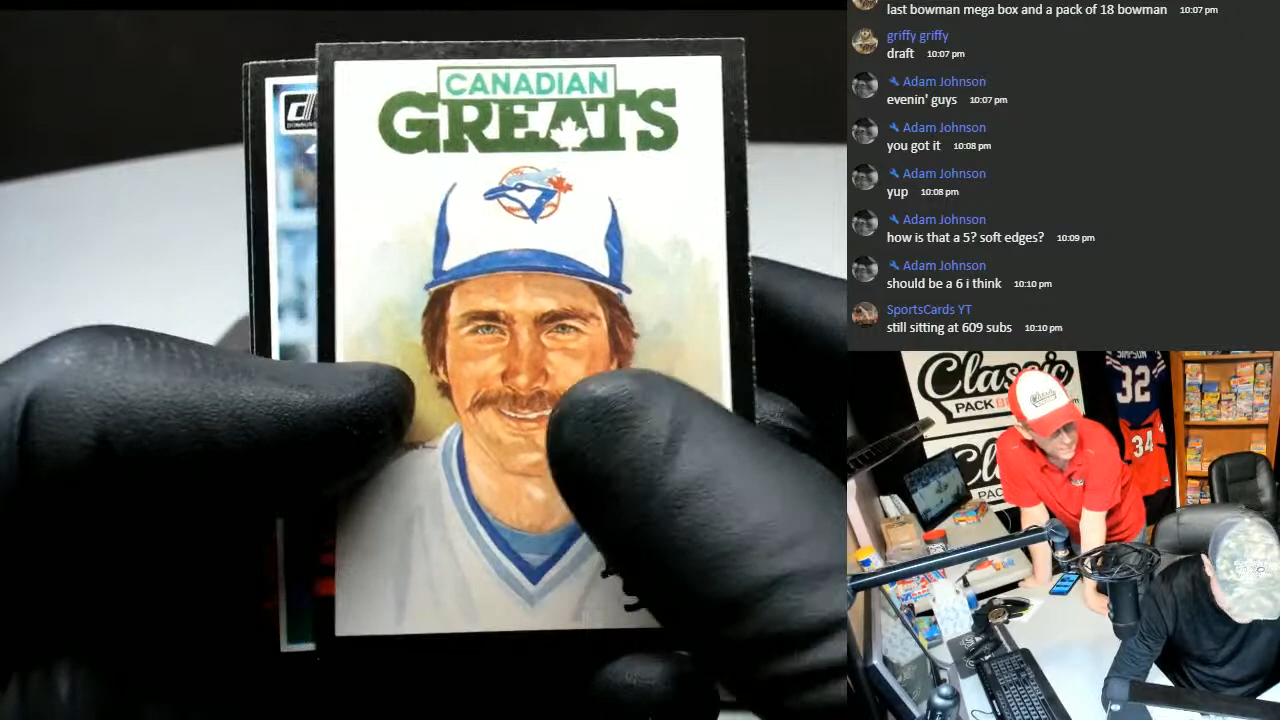 CANADIAN
GREATS
last bowman mega box and a pack of 18 bowman 10:07 pm
griffy griffy
draft 10:07 pm
Adam Johnson
evenin' guys 10:07 pm
Adam Johnson
you got it 10:08 pm
Adam Johnson
yup 10:08 pm
Adam Johnson
how is that a 5? soft edges? 10:09 pm
Adam Johnson
should be a 6 i think 10:10 pm
SportsCards YT
still sitting at 609 subs 10:10 pm
Classic
PACK
SIMPSON
32
34